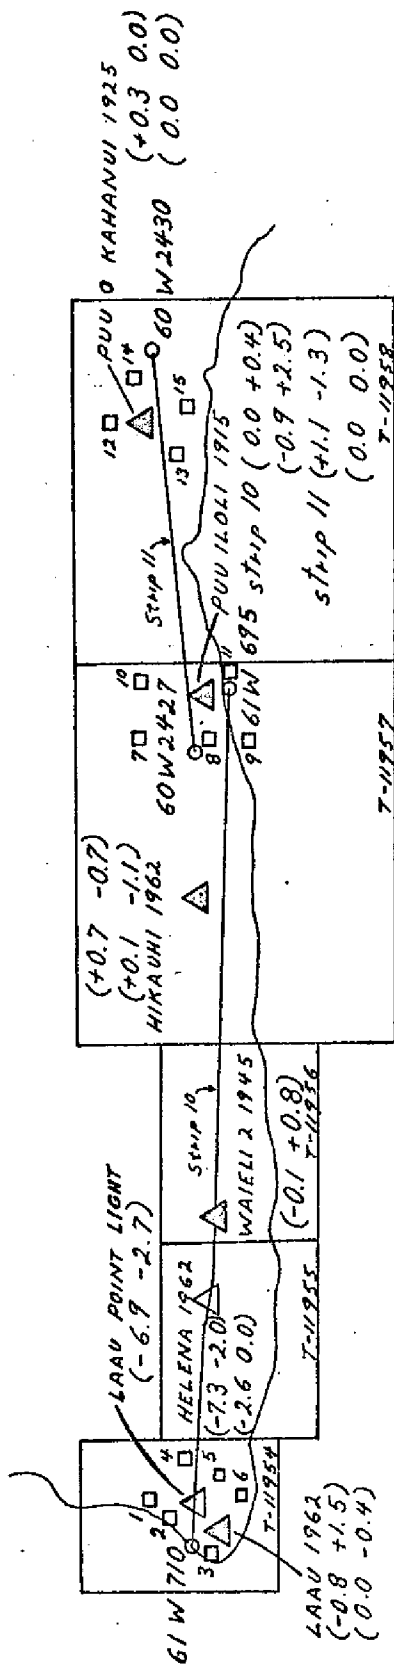 61 W 710
1
2
3
4
5
6
T-11954
LAAU 1962
(-0.8 +1.5)
(0.0 -0.4)
LAAU POINT LIGHT
(-6.9 -2.7)
HELENA 1962
(-7.3 -2.0)
(-2.6 0.0)
T-11955
Strip 10
WAIELI 2 1945
(-0.1 +0.8)
T-11956
(+0.7 -0.7)
(+0.1 -1.1)
HIKAUHI 1962
7
10
60W2427
8
9
11
61W 695
T-11957
Strip 11
PUU ILOLI 1915
strip 10 (0.0 +0.4)
(-0.9 +2.5)
strip 11 (+1.1 -1.3)
(0.0 0.0)
T-11958
12
13
14
15
PUU O KAHANUI 1925
(+0.3 0.0)
(0.0 0.0)
60 W 2430